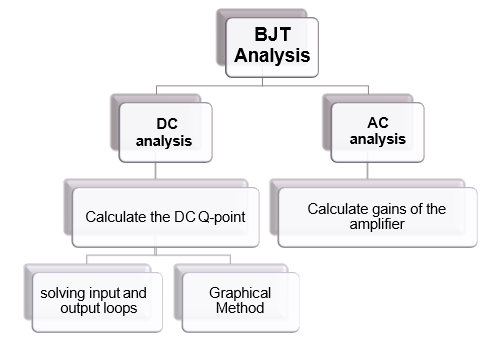 BJT
Analysis
DC
analysis
AC
analysis
Calculate the DC Q-point
Calculate gains of the
amplifier
solving input and
output loops
Graphical
Method